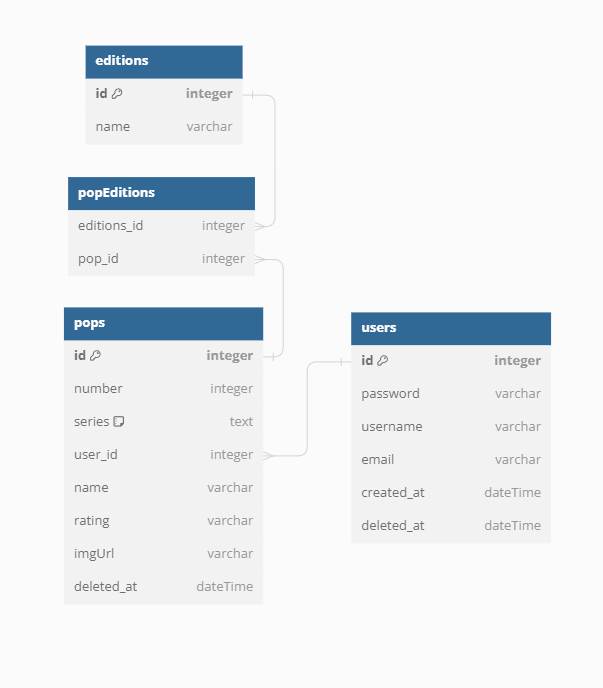 editions
id integer
name varchar
popEditions
editions_id integer
pop_id integer
pops
id integer
number integer
series text
user_id integer
name varchar
rating varchar
imgUrl varchar
deleted_at dateTime
users
id integer
password varchar
username varchar
email varchar
created_at dateTime
deleted_at dateTime